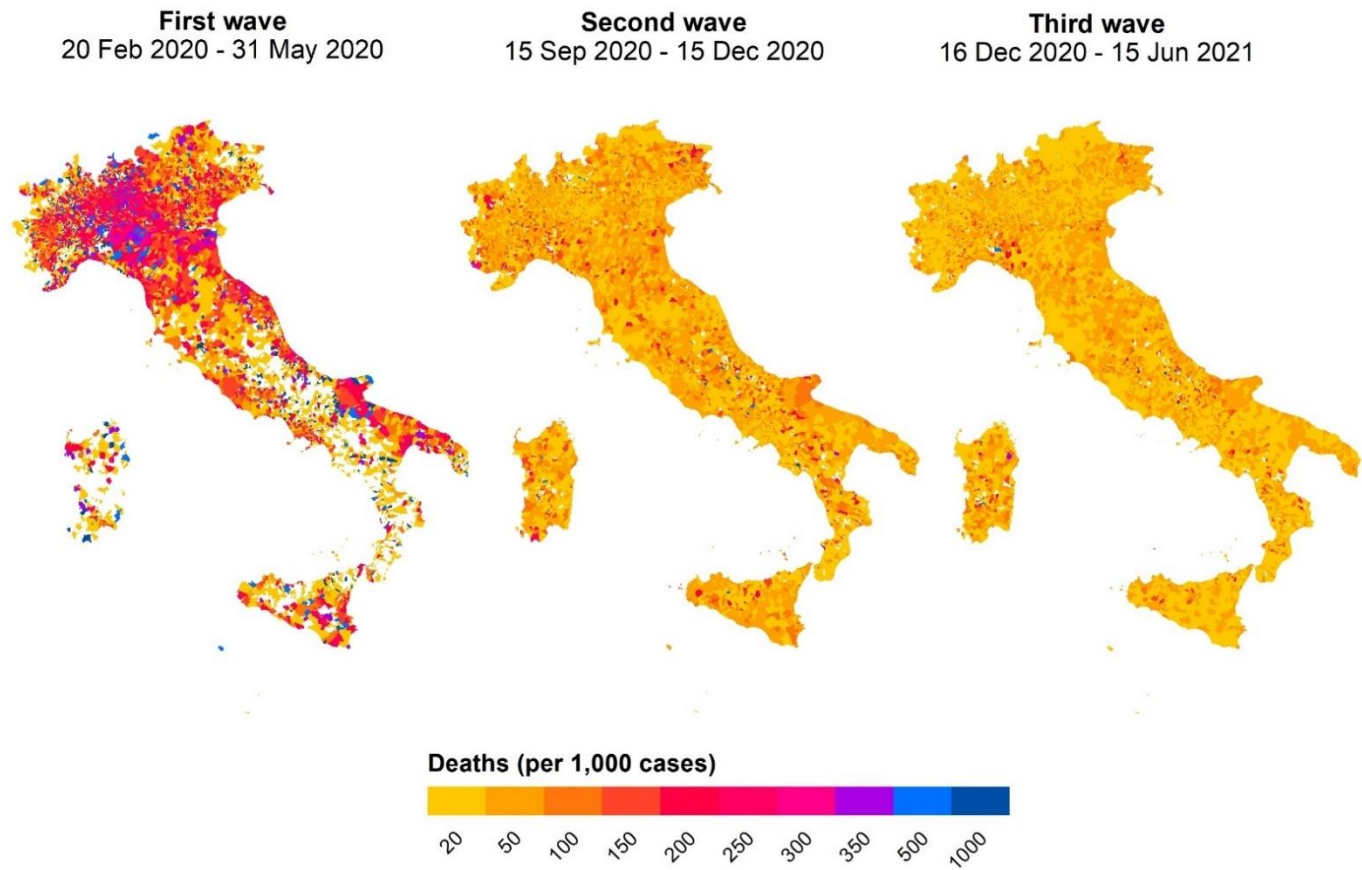 First wave
20 Feb 2020 - 31 May 2020
Second wave
15 Sep 2020 - 15 Dec 2020
Third wave
16 Dec 2020 - 15 Jun 2021
Deaths (per 1,000 cases)
20 50 100 150 200 250 300 350 500 1000